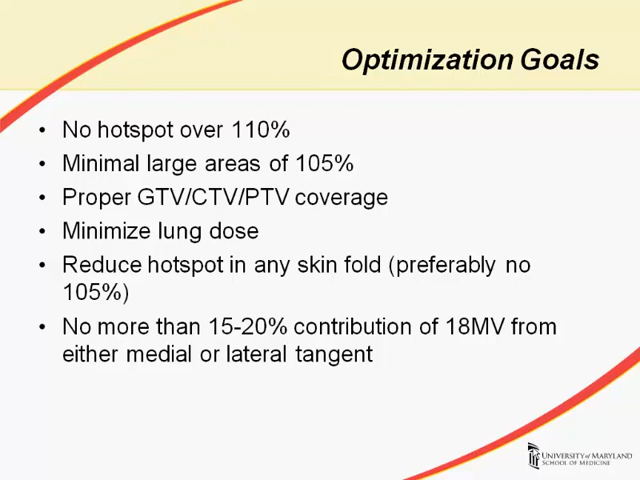 Optimization Goals
• No hotspot over 110%
• Minimal large areas of 105%
• Proper GTV/CTV/PTV coverage
• Minimize lung dose
• Reduce hotspot in any skin fold (preferably no
105%)
• No more than 15-20% contribution of 18MV from
either medial or lateral tangent
UNIVERSITY of MARYLAND
SCHOOL OF MEDICINE